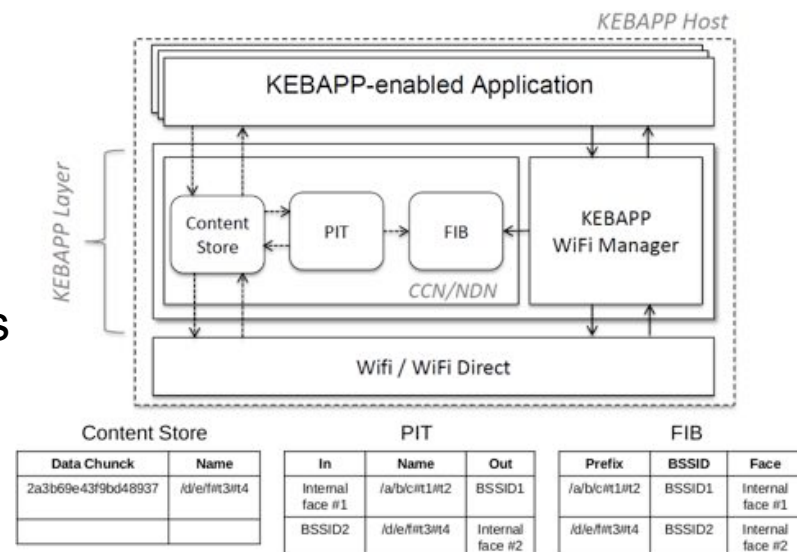 KEBAPP Host
KEBAPP-enabled Application
KEBAPP Layer
Content
Store
PIT
FIB
KEBAPP
WiFi Manager
CCN/NDN
s
Wifi / WiFi Direct
Content Store
Data Chunck Name
2a3b69e43f9bd48937 /d/e/f#t3#t4
PIT
In Name Out
Internal
face #1 /a/b/c#t1#t2 BSSID1
BSSID2 /d/e/f#t3#t4 Internal
face #2
FIB
Prefix BSSID Face
/a/b/c#t1#t2 BSSID1 Internal
face #1
/d/e/f#t3#t4 BSSID2 Internal
face #2